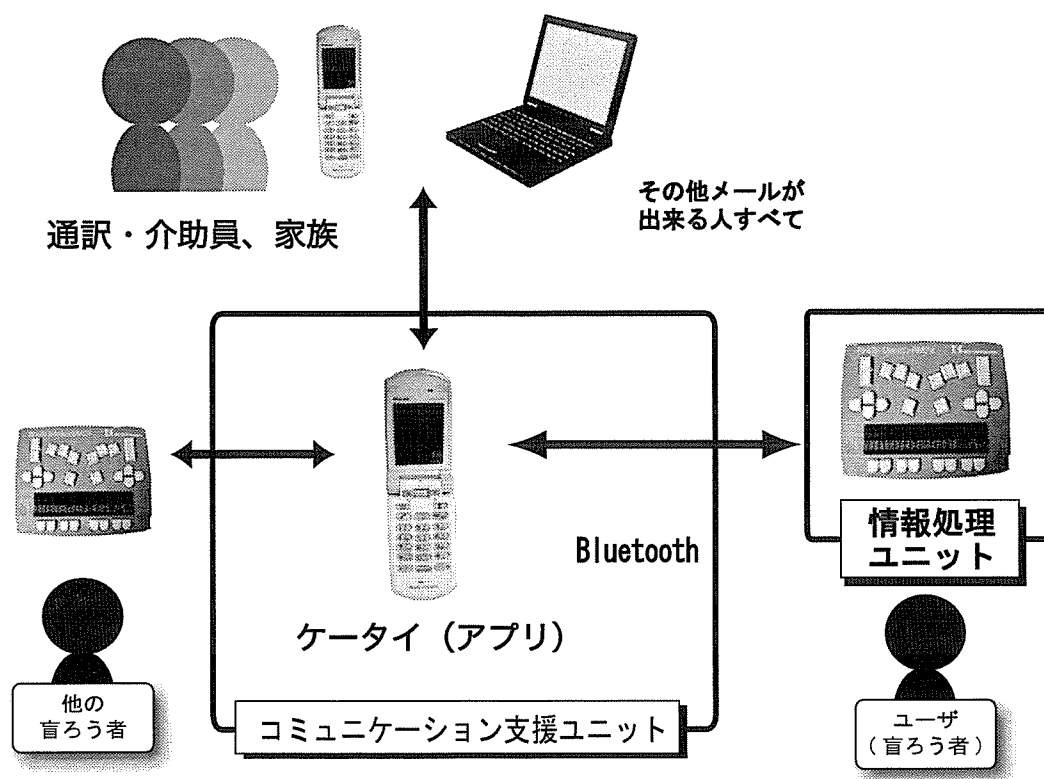 その他メールが
出来る人すべて
通訳・介助員、家族
Bluetooth
情報処理
ユニット
ケータイ（アプリ）
他の
盲ろう者
コミュニケーション支援ユニット
ユーザ
（盲ろう者）